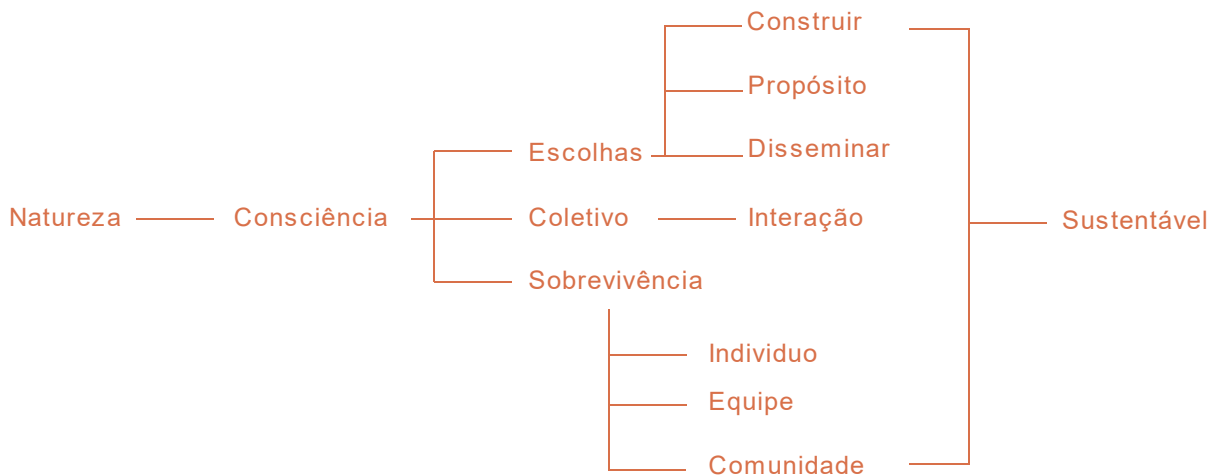 Construir
Propósito
Escolhas
Disseminar
Natureza
Consciência
Coletivo
Interação
Sustentável
Sobrevivência
Individuo
Equipe
Comunidade